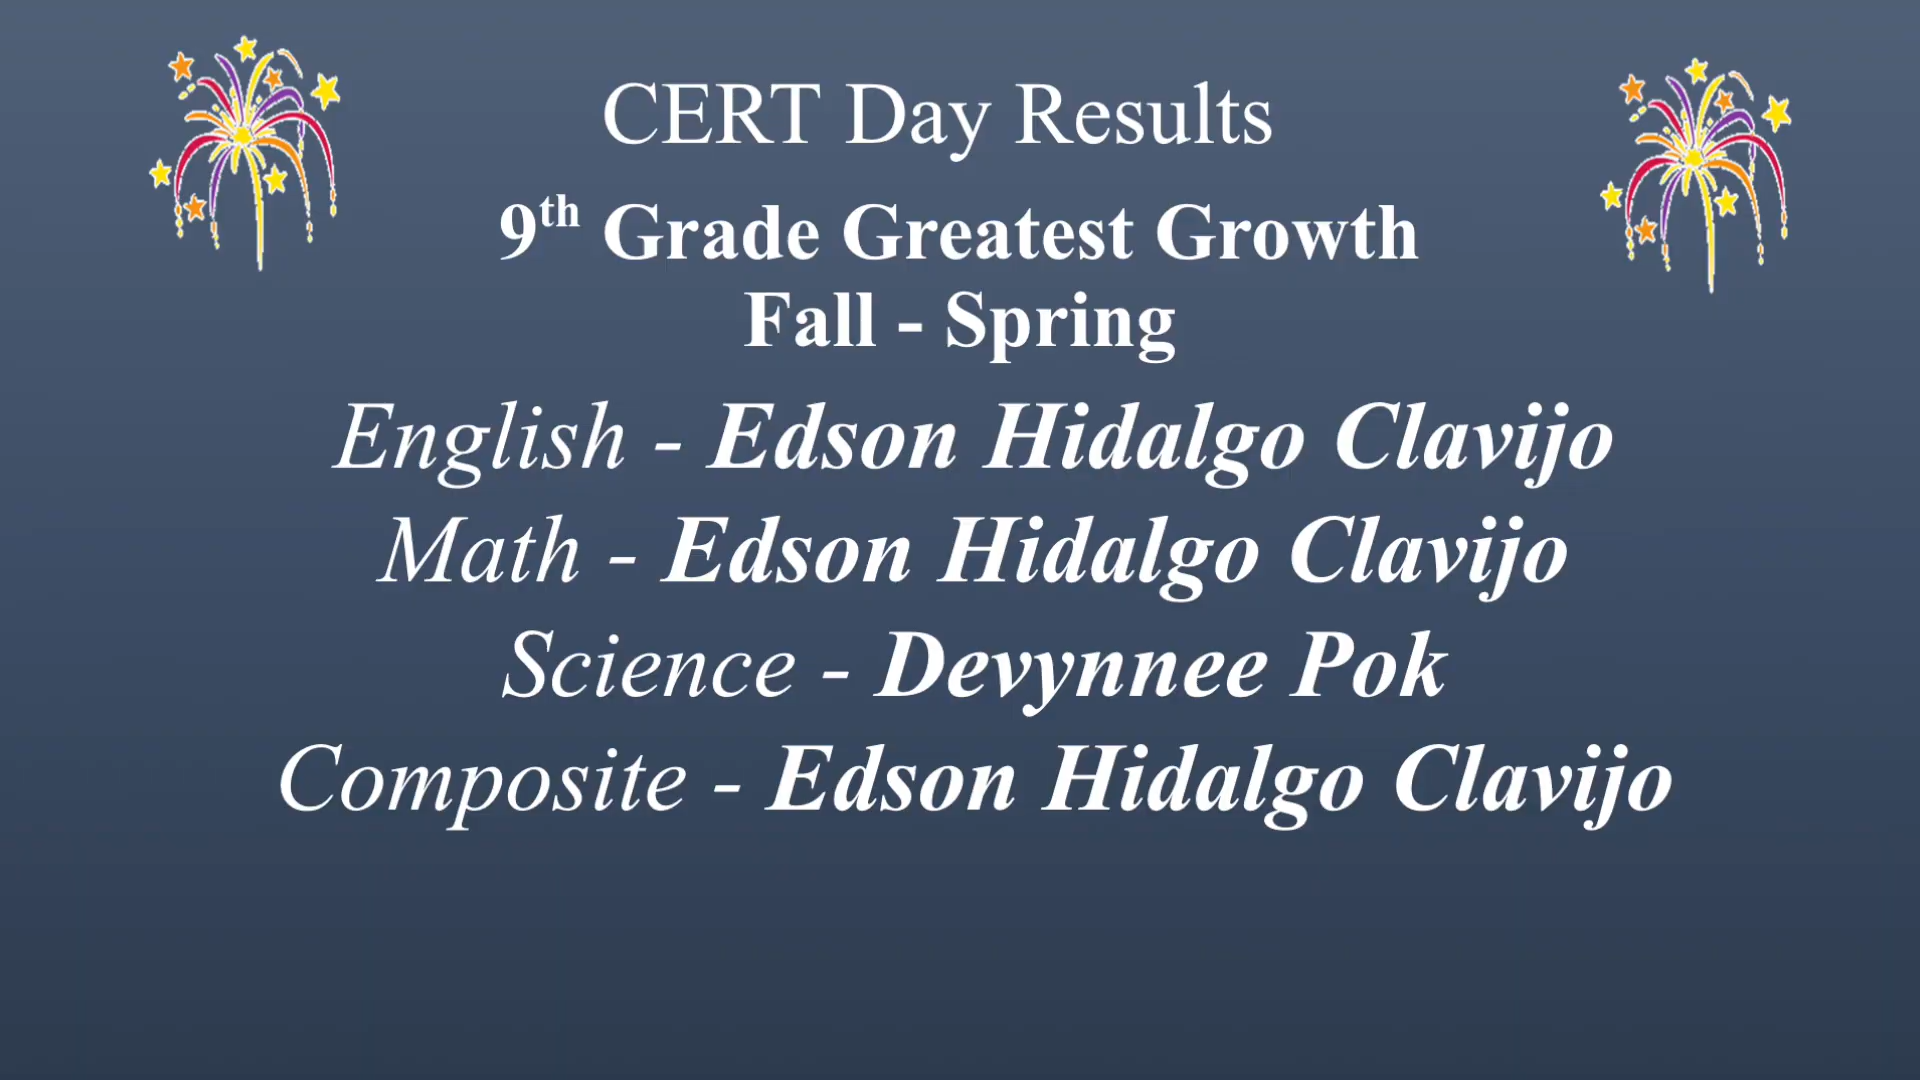 CERT Day Results
9th Grade Greatest Growth
Fall - Spring
English - Edson Hidalgo Clavijo
Math - Edson Hidalgo Clavijo
Science - Devynnee Pok
Composite - Edson Hidalgo Clavijo